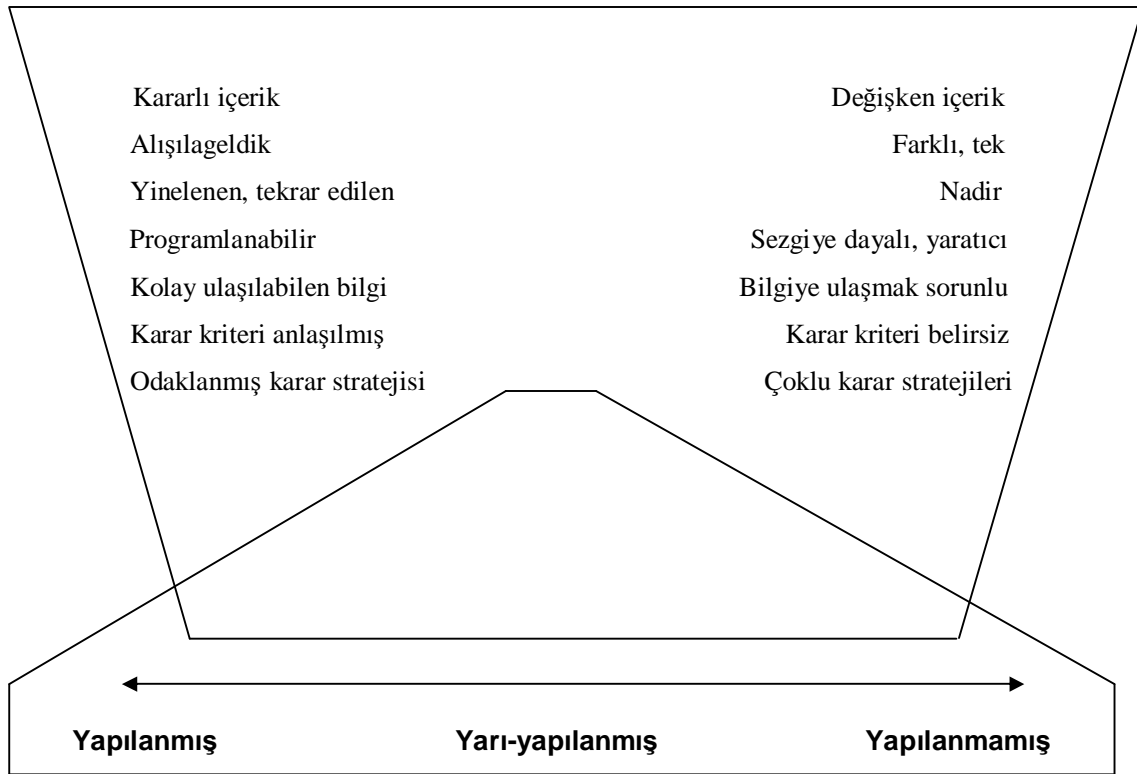 Kararlı içerik
Değişken içerik
Alışılageldik
Farklı, tek
Yinelenen, tekrar edilen
Nadir
Programlanabilir
Sezgiye dayalı, yaratıcı
Kolay ulaşılabilen bilgi
Bilgiye ulaşmak sorunlu
Karar kriteri anlaşılmış
Karar kriteri belirsiz
Odaklanmış karar stratejisi
Çoklu karar stratejileri
Yapılanmış
Yarı-yapılanmış
Yapılanmamış